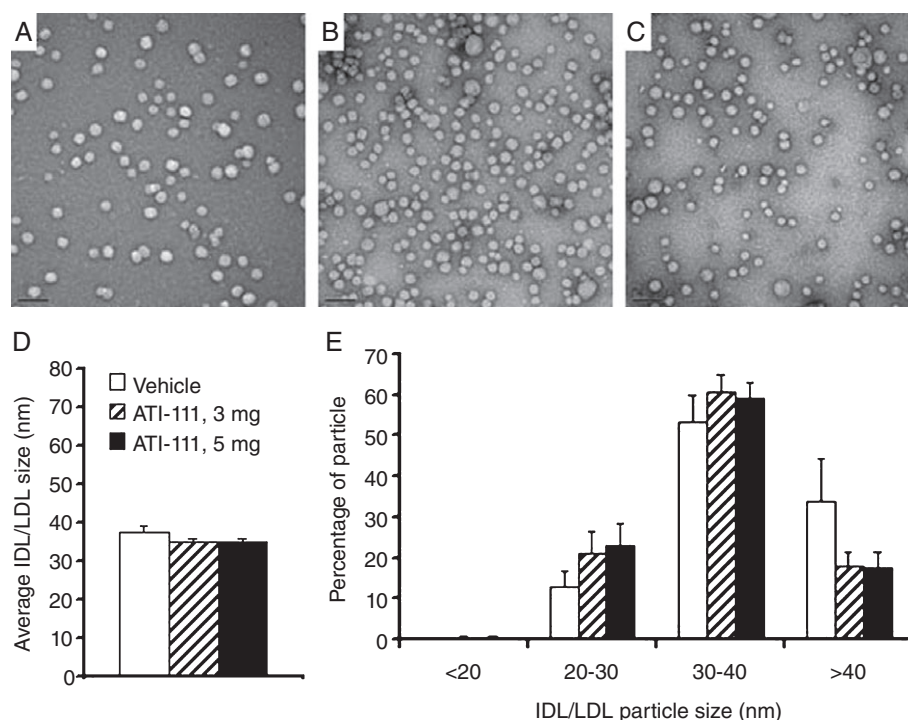 A
B
C
D
Average IDL/LDL size (nm)
80
70
60
50
40
30
20
10
0
Vehicle
ATI-111, 3 mg
ATI-111, 5 mg
E
Percentage of particle
70
60
50
40
30
20
10
0
<20
20-30
30-40
>40
IDL/LDL particle size (nm)